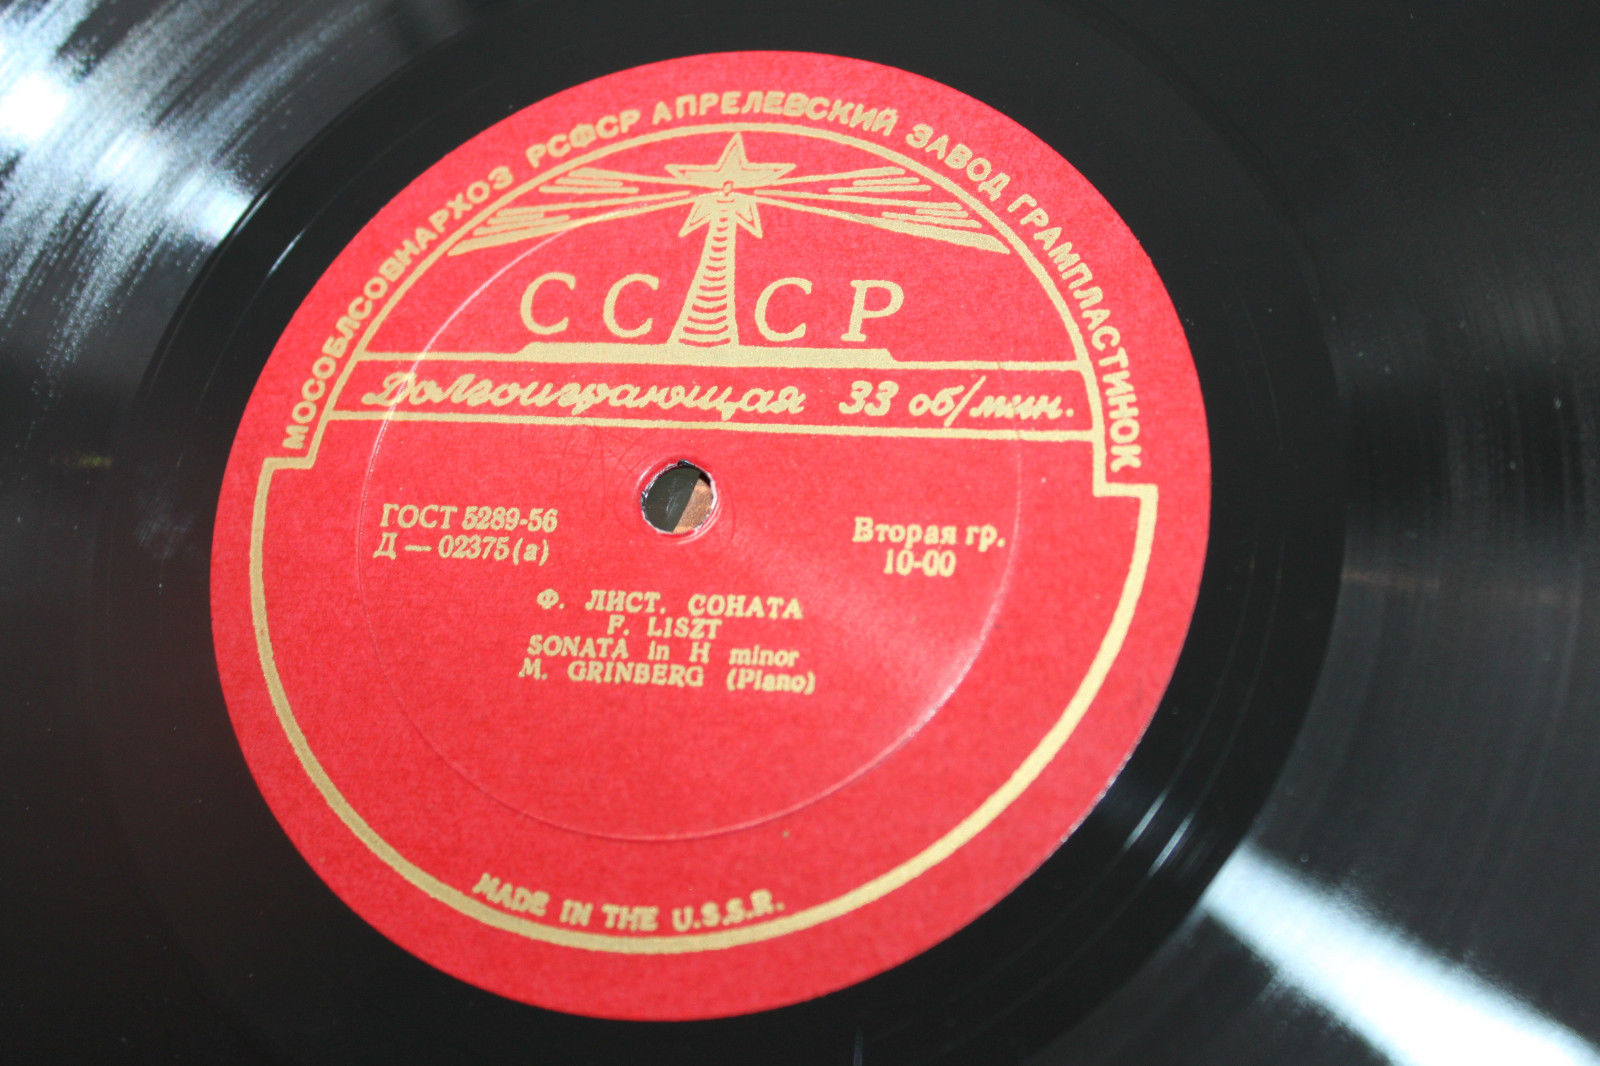 МОСОБЛСОВНАРХОЗ РСФСР АПРЕЛЕВСКИЙ ЗАВОД ГРАМПЛАСТИНОК
СССР
Долгоиграющая 33 об/мин.
ГОСТ 5289-56
Д — 02375(а)
Вторая гр.
10-00
Ф. ЛИСТ. СОНАТА
F. LISZT
SONATA in H minor
M. GRINBERG (Piano)
MADE IN THE U.S.S.R.